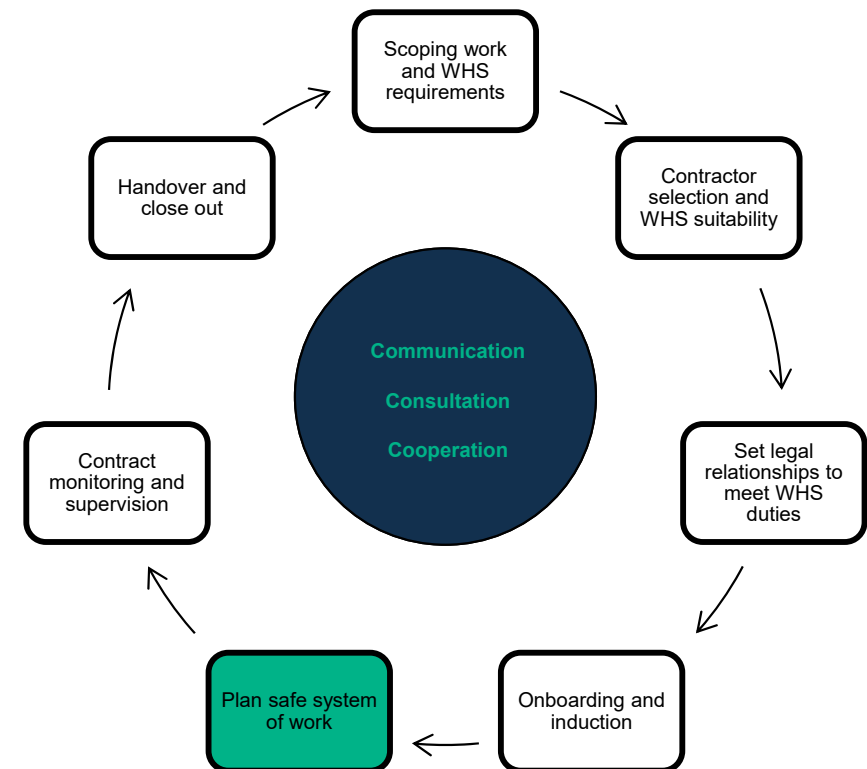 Scoping work
and WHS
requirements
Contractor
selection and
WHS suitability
Set legal
relationships to
meet WHS
duties
Onboarding and
induction
Plan safe system
of work
Contract
monitoring and
supervision
Handover and
close out
Communication
Consultation
Cooperation